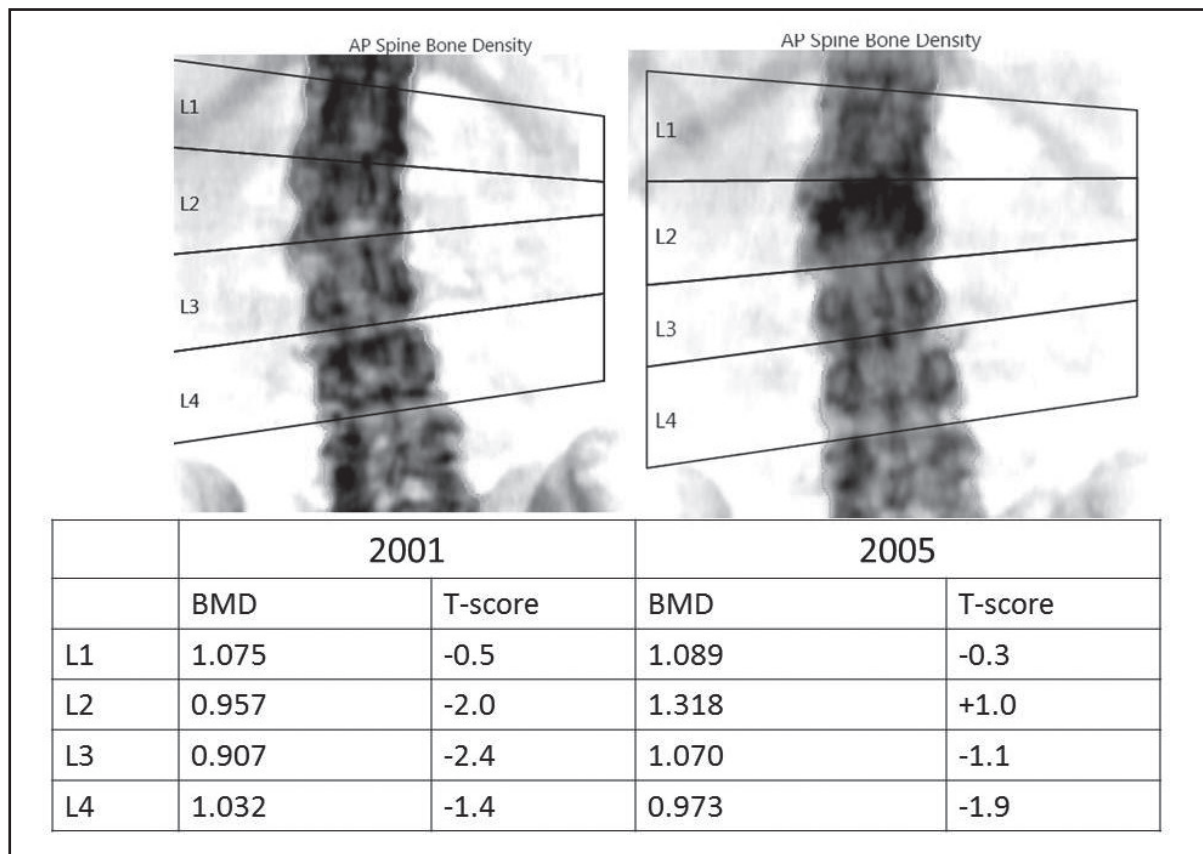 AP Spine Bone Density
AP Spine Bone Density
L1
L2
L3
L4
L1
L2
L3
L4
2001 2005
BMD T-score BMD T-score
L1 1.075 -0.5 1.089 -0.3
L2 0.957 -2.0 1.318 +1.0
L3 0.907 -2.4 1.070 -1.1
L4 1.032 -1.4 0.973 -1.9